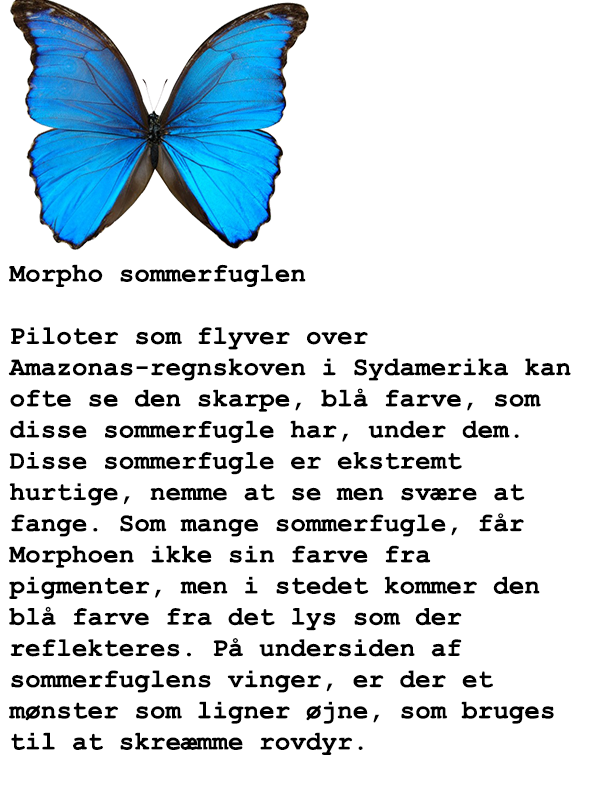 Morpho sommerfuglen
Piloter som flyver over
Amazonas-regnskoven i Sydamerika kan
ofte se den skarpe, blå farve, som
disse sommerfugle har, under dem.
Disse sommerfugle er ekstremt
hurtige, nemme at se men svære at
fange. Som mange sommerfugle, får
Morphoen ikke sin farve fra
pigmenter, men i stedet kommer den
blå farve fra det lys som der
reflekteres. På undersiden af
sommerfuglens vinger, er der et
mønster som ligner øjne, som bruges
til at skreæmme rovdyr.